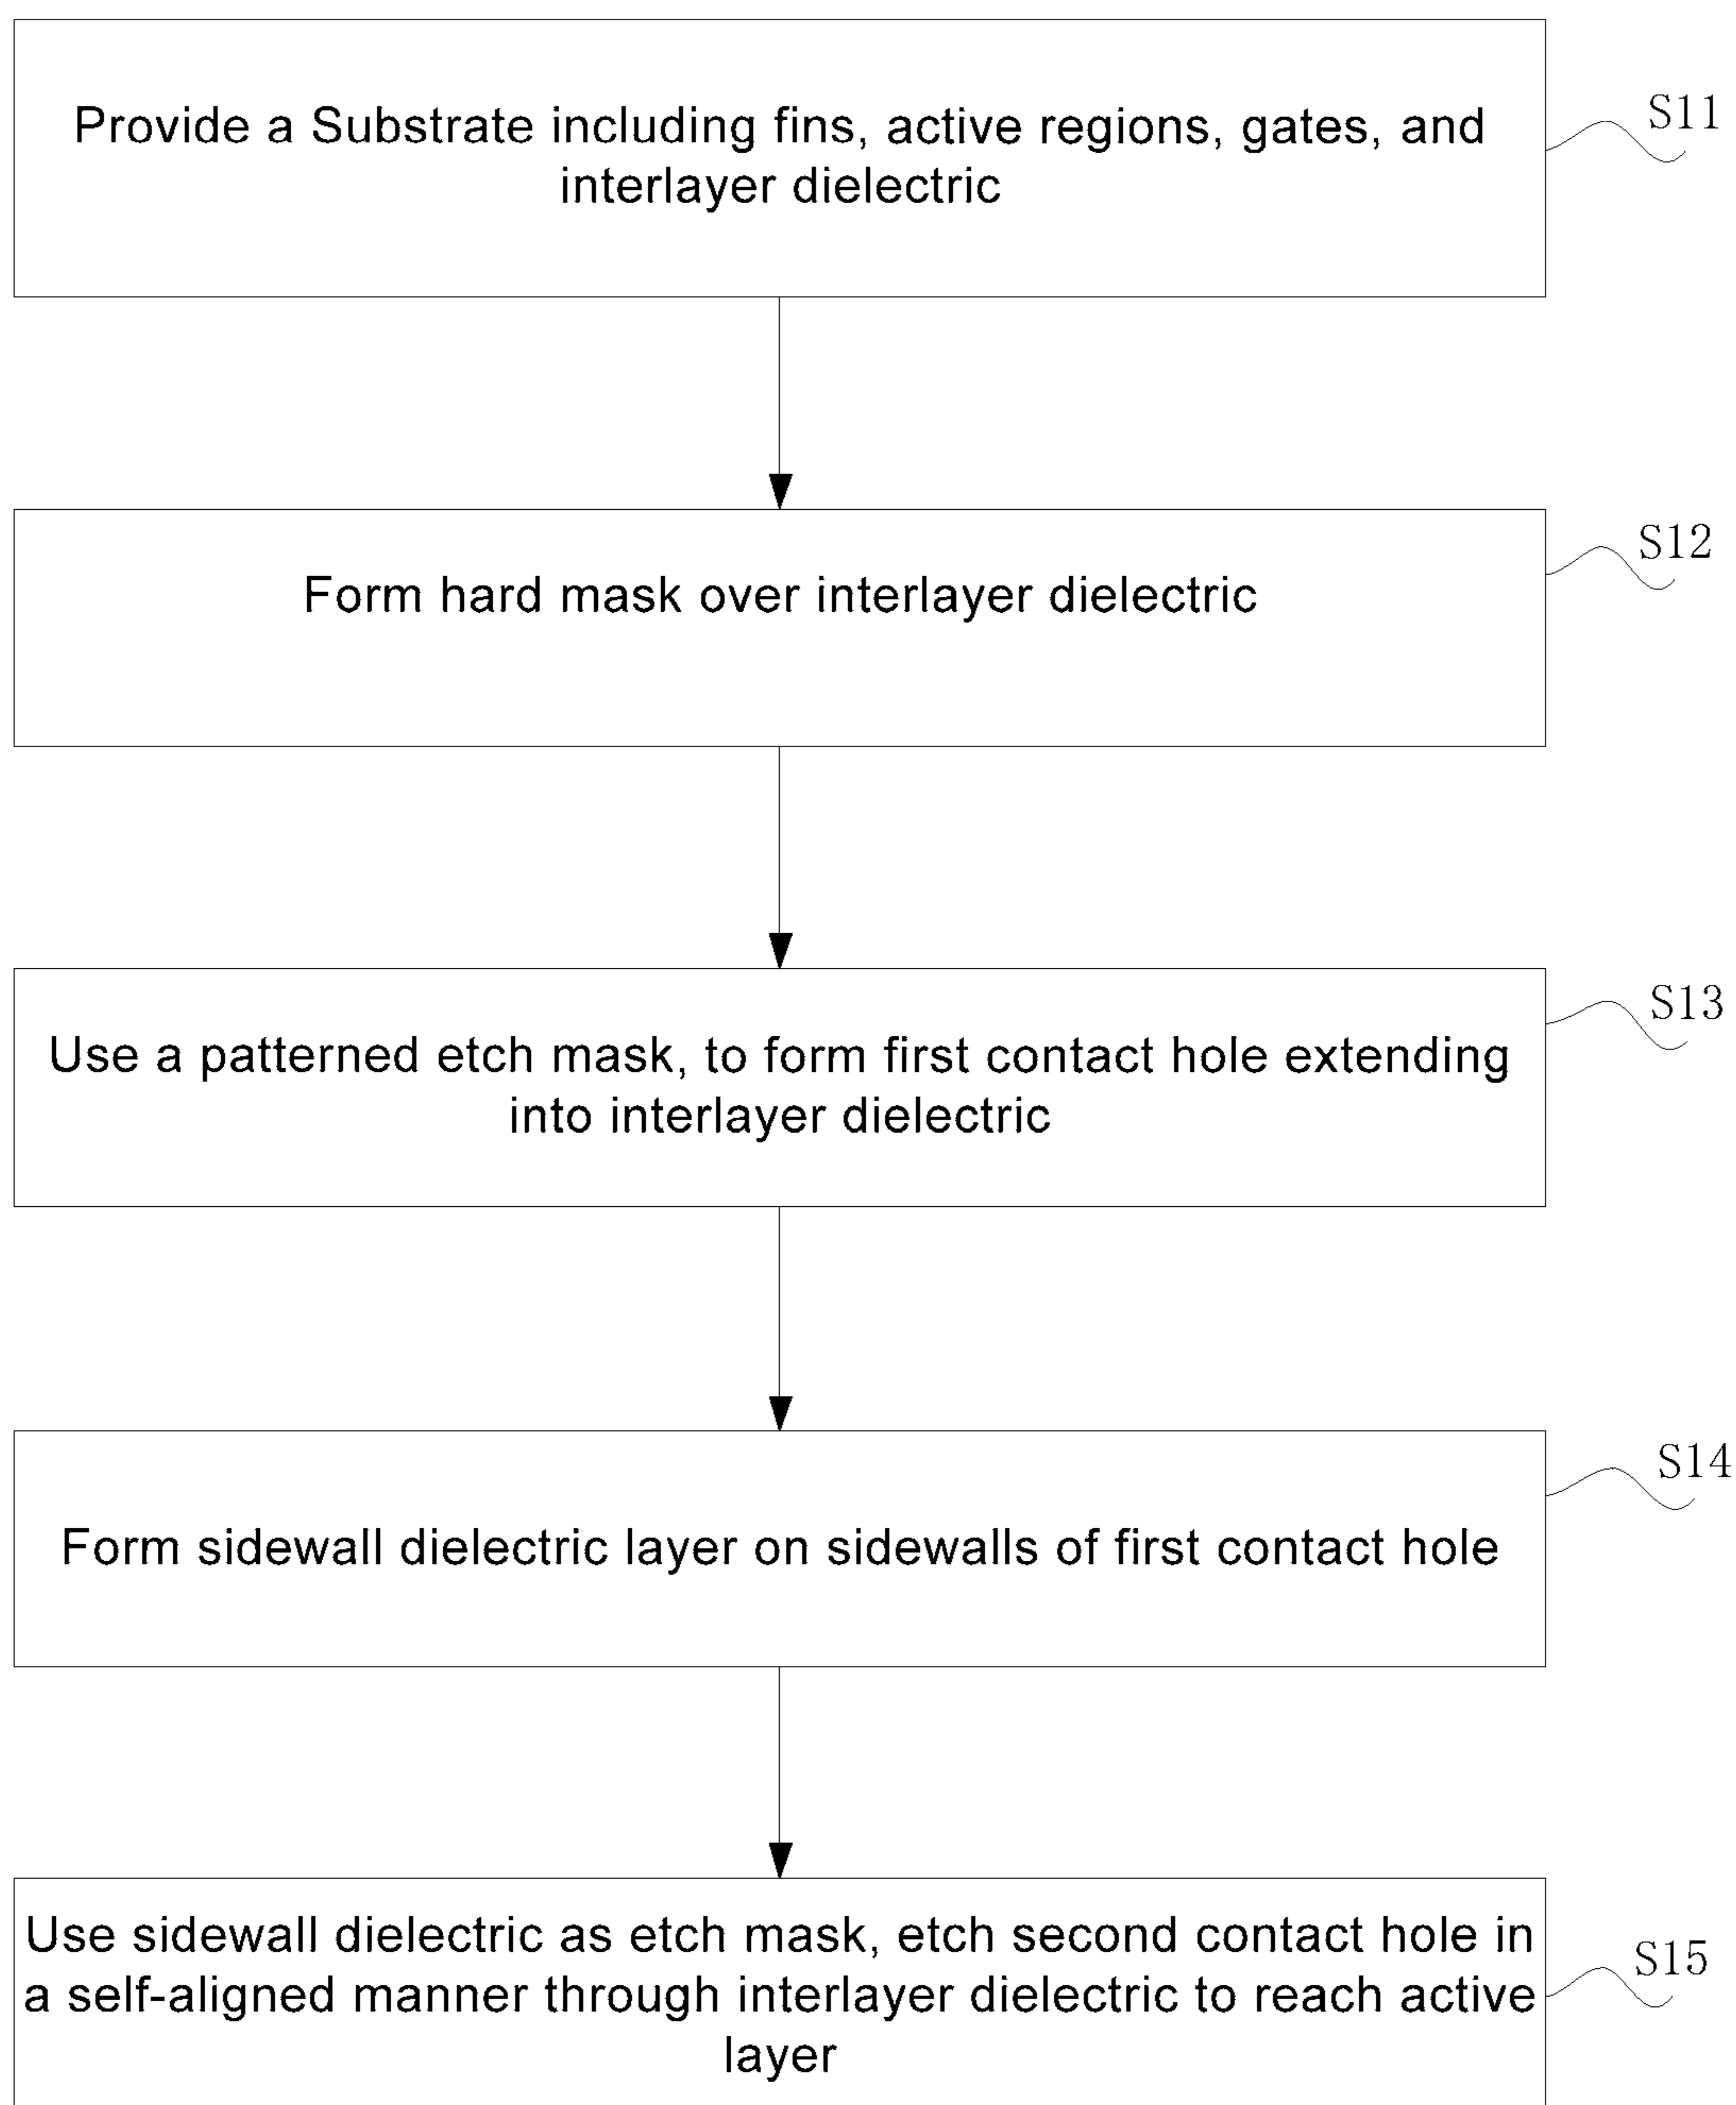 Provide a Substrate including fins, active regions, gates, and
interlayer dielectric
S11
Form hard mask over interlayer dielectric
S12
Use a patterned etch mask, to form first contact hole extending
into interlayer dielectric
S13
Form sidewall dielectric layer on sidewalls of first contact hole
S14
Use sidewall dielectric as etch mask, etch second contact hole in
a self-aligned manner through interlayer dielectric to reach active
layer
S15